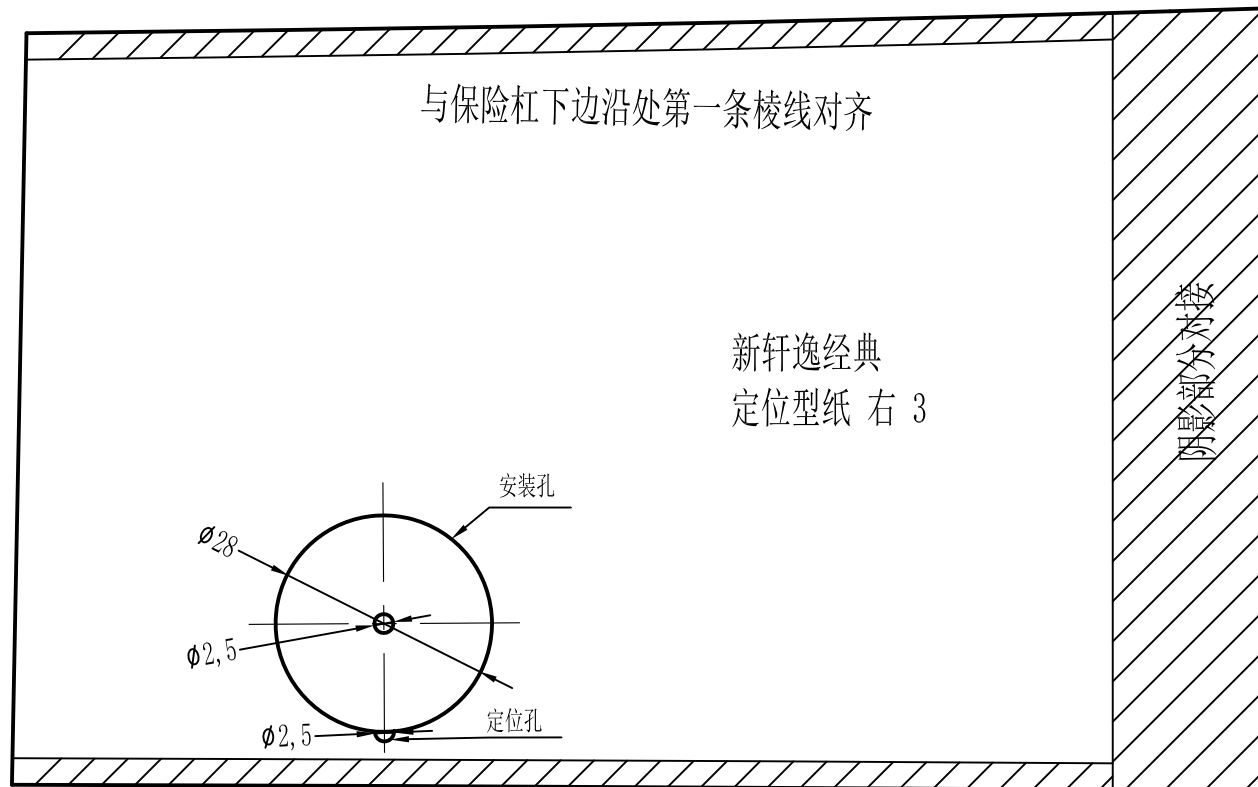 与保险杠下边沿处第一条棱线对齐
新轩逸经典
定位型纸 右 3
阴影部分对接
安装孔
ϕ28
ϕ2,5
定位孔
ϕ2,5